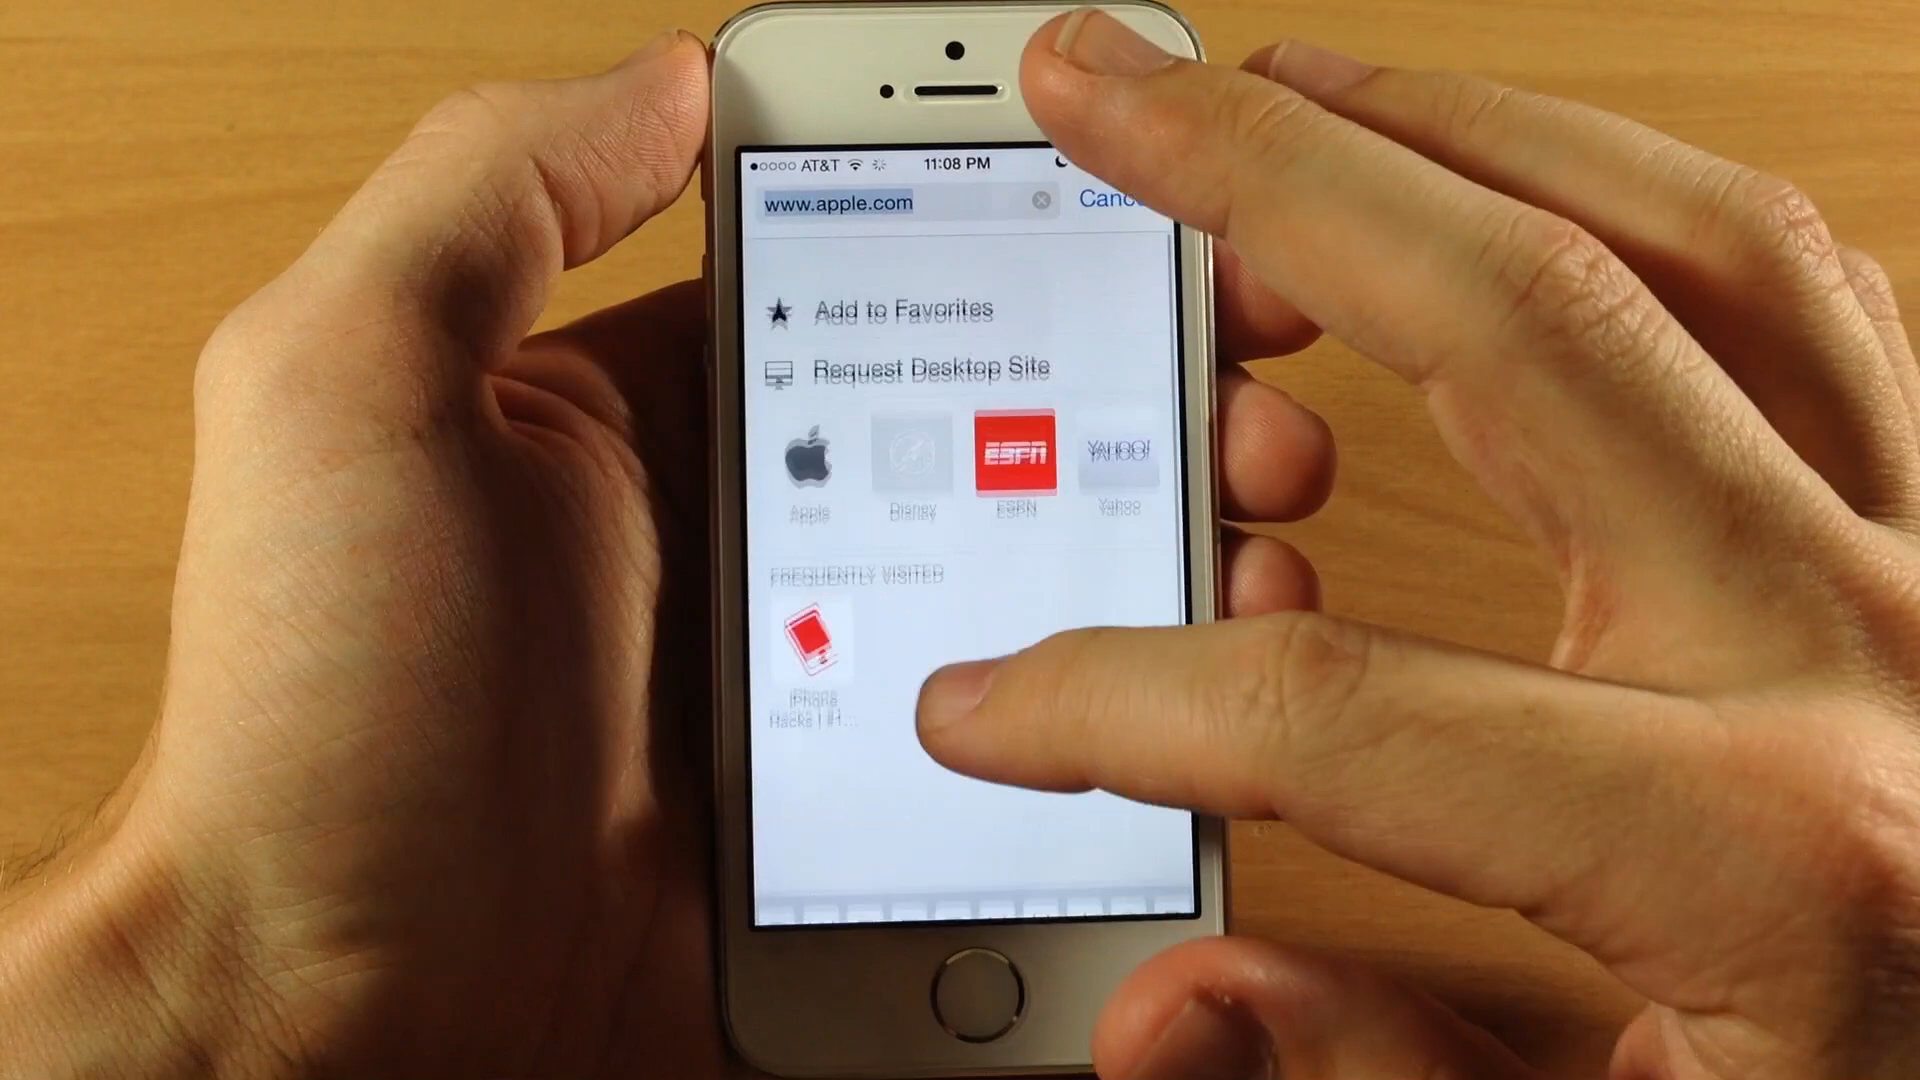 AT&T 11:08 PM
www.apple.com
Add to Favorites
Request Desktop Site
ESPN YAHOO!
Apple Disney ESPN Yahoo
FREQUENTLY VISITED
iPhone
Hacks | #1...